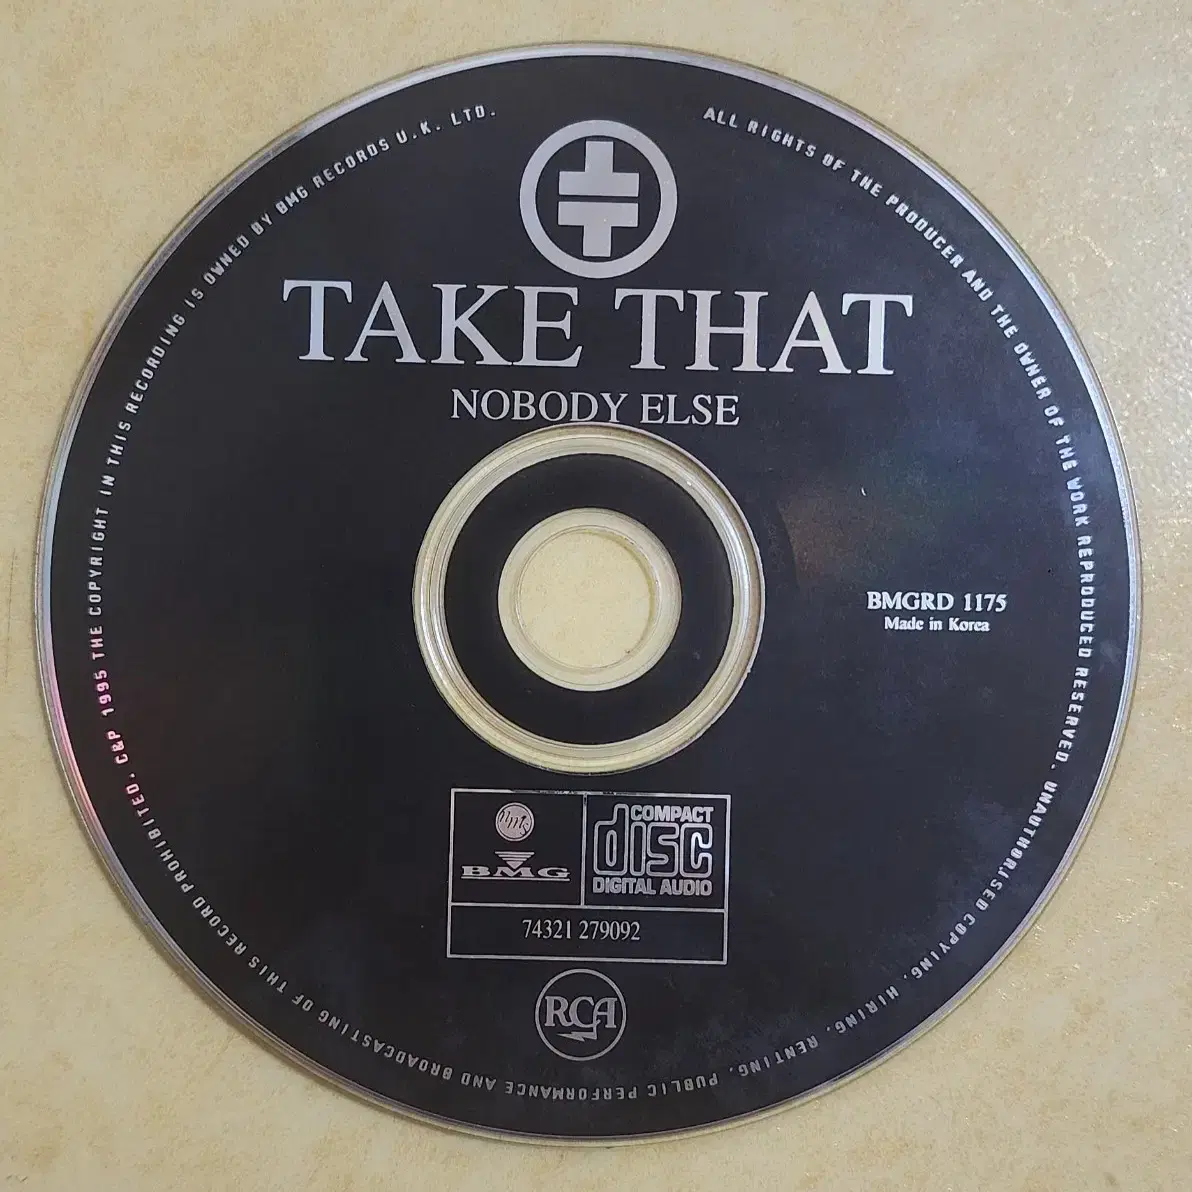 ALL RIGHTS OF THE PRODUCER AND THE OWNER OF THE WORK REPRODUCED RESERVED. UNAUTHORISED COPYING, HIRING, RENTING, PUBLIC PERFORMANCE AND BROADCASTING OF THIS RECORD PROHIBITED. C&P 1995 THE COPYRIGHT IN THIS RECORDING IS OWNED BY BMG RECORDS U.K. LTD.
TAKE THAT
NOBODY ELSE
BMGRD 1175
Made in Korea
BMG
COMPACT
disc
DIGITAL AUDIO
74321 279092
RCA